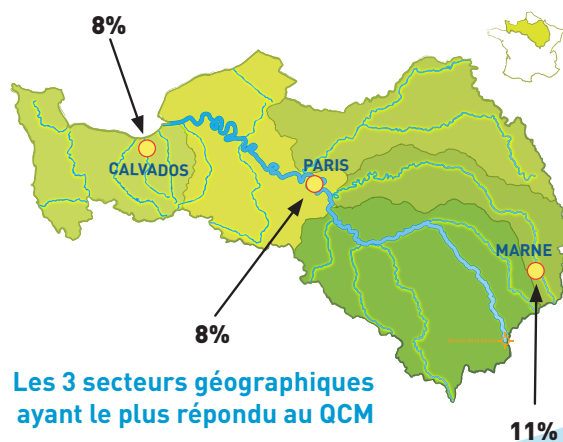 8%
CALVADOS
PARIS
MARNE
8%
Les 3 secteurs géographiques
ayant le plus répondu au QCM
11%